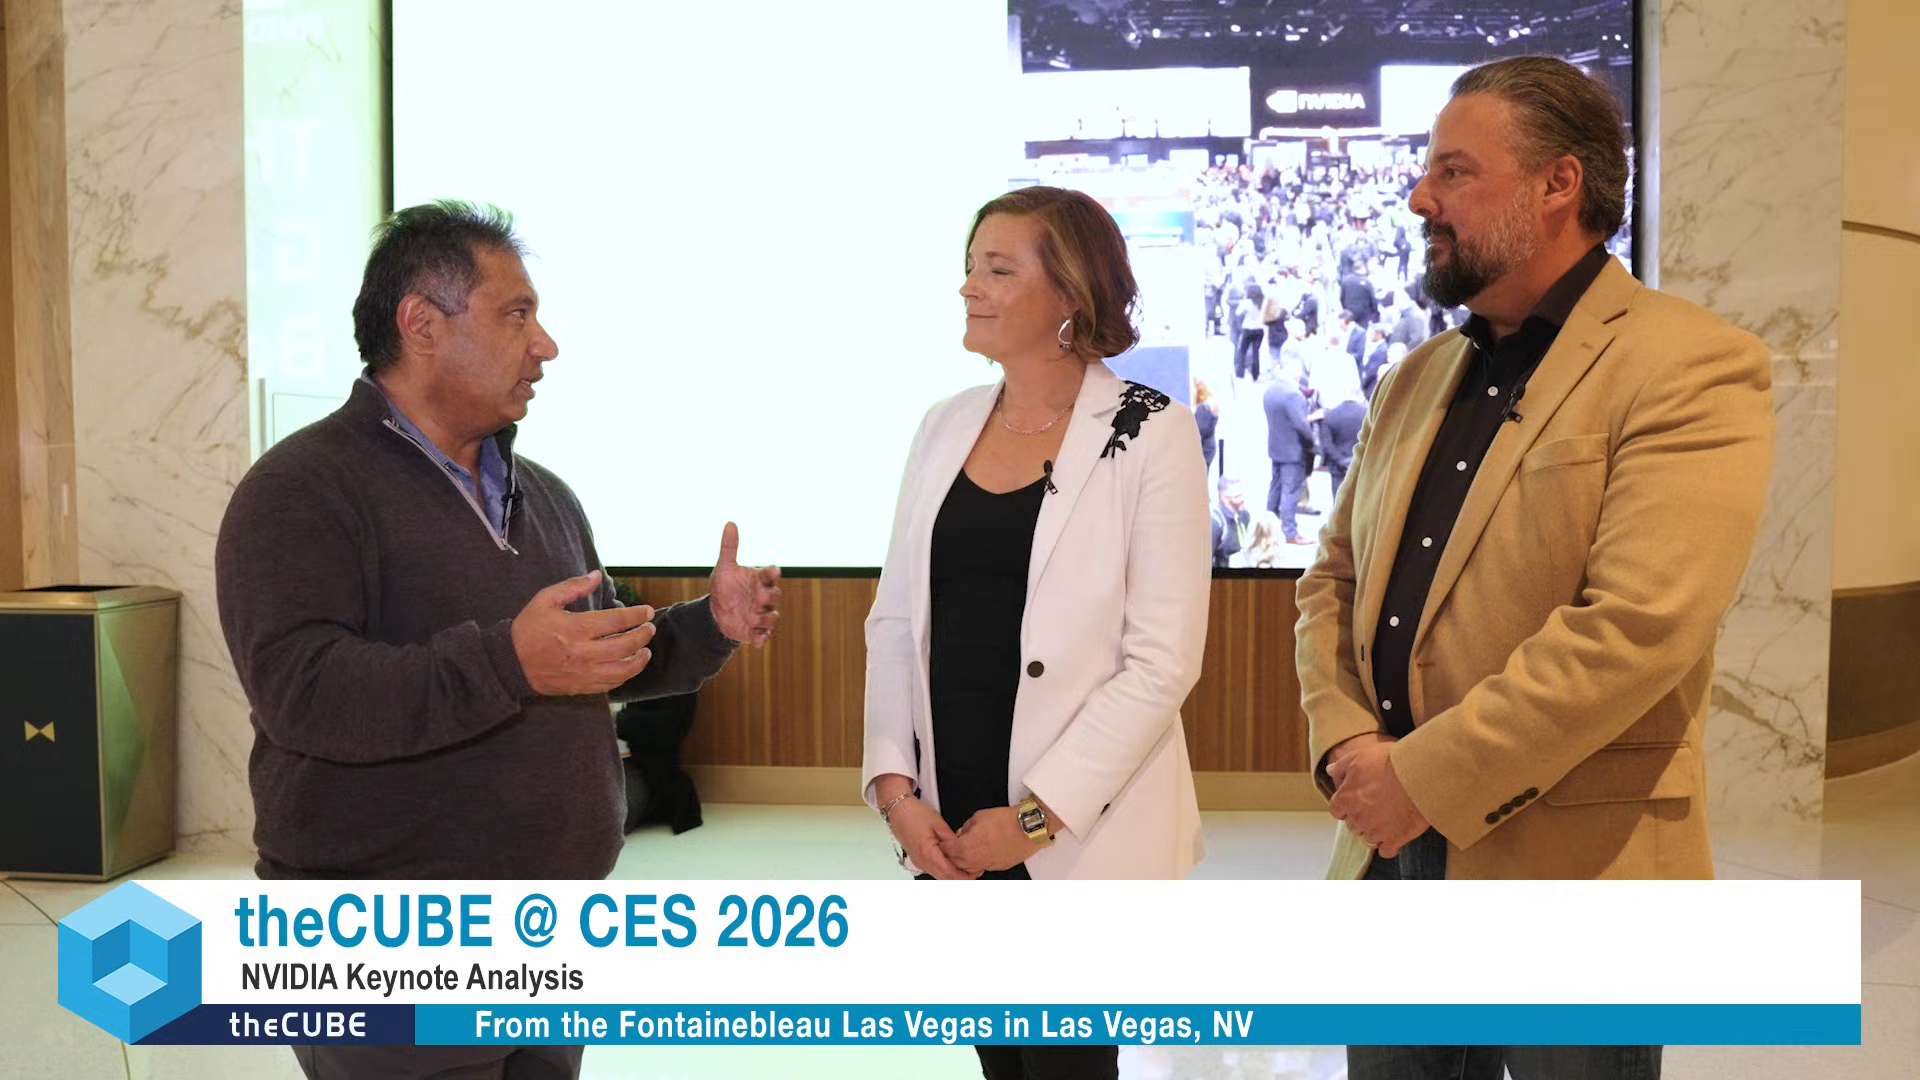 NVIDIA
theCUBE @ CES 2026
NVIDIA Keynote Analysis
theCUBE
From the Fontainebleau Las Vegas in Las Vegas, NV